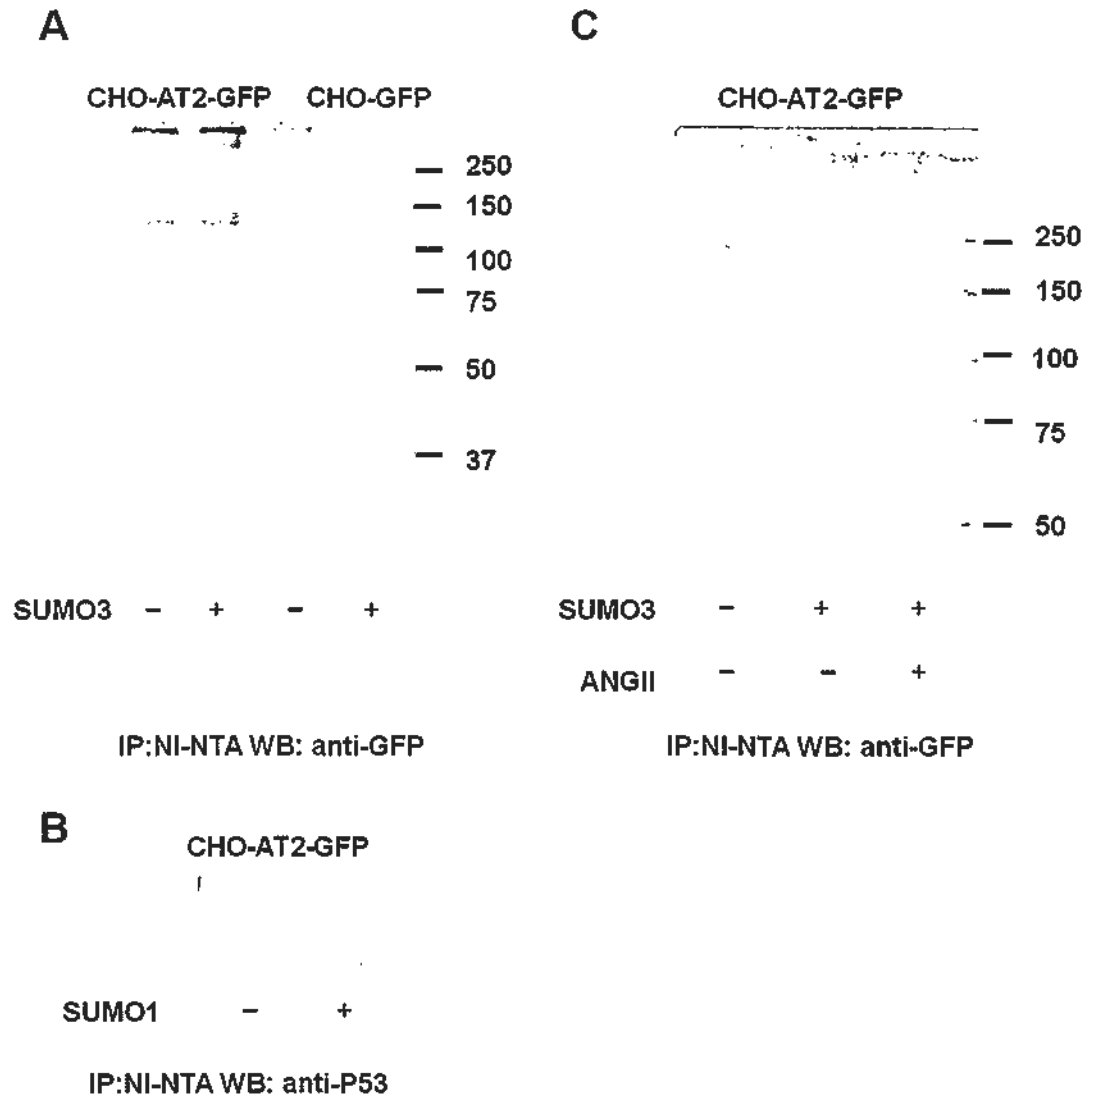 A
CHO-AT2-GFP CHO-GFP
250
150
100
75
50
37
SUMO3 – + – +
IP:NI-NTA WB: anti-GFP
B
CHO-AT2-GFP
SUMO1 – +
IP:NI-NTA WB: anti-P53
C
CHO-AT2-GFP
250
150
100
75
50
SUMO3 – + +
ANGII – – +
IP:NI-NTA WB: anti-GFP